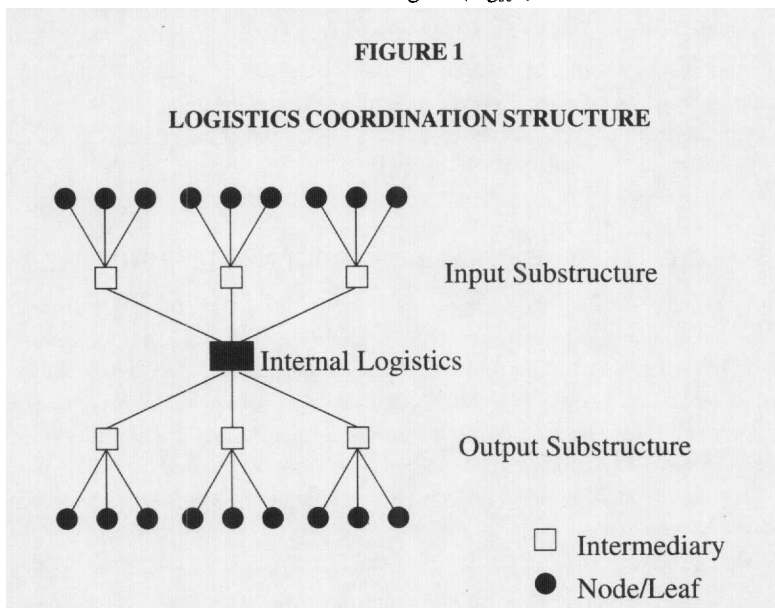 FIGURE 1
LOGISTICS COORDINATION STRUCTURE
Input Substructure
Internal Logistics
Output Substructure
Intermediary
Node/Leaf